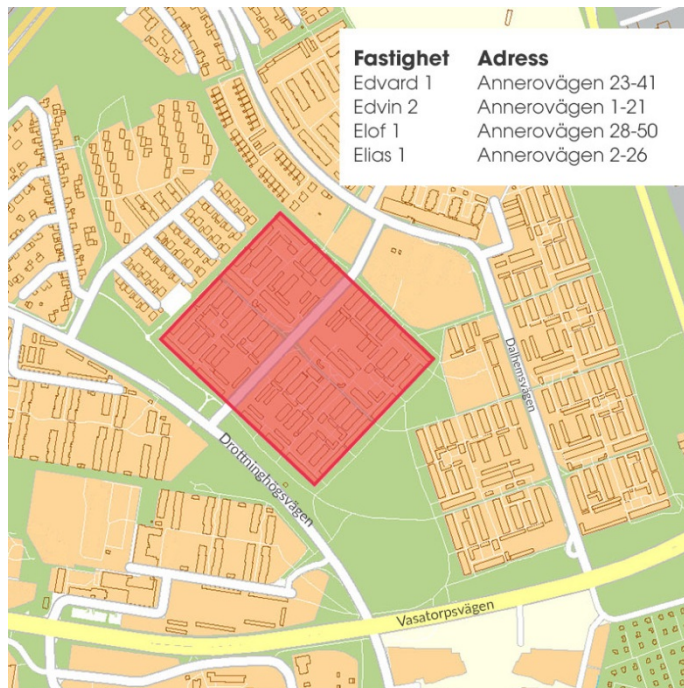 Fastighet Adress
Edvard 1 Annerovägen 23-41
Edvin 2 Annerovägen 1-21
Elof 1 Annerovägen 28-50
Elias 1 Annerovägen 2-26
Dalhemsvägen
Drottninghögsvägen
Vasatorpsvägen